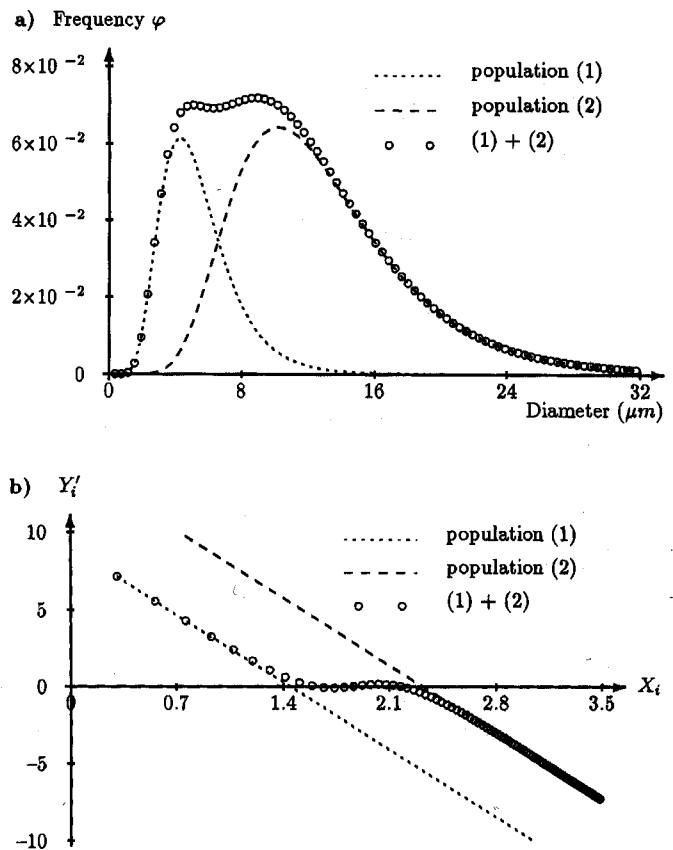 a) Frequency φ
8×10 ⁻²
6×10 ⁻²
4×10 ⁻²
2×10 ⁻²
0
0 8 16 24 32
Diameter (μm)
population (1)
population (2)
(1) + (2)
b) Y′ᵢ
10
5
0
−5
−10
0 0.7 1.4 2.1 2.8 3.5
Xᵢ
population (1)
population (2)
(1) + (2)